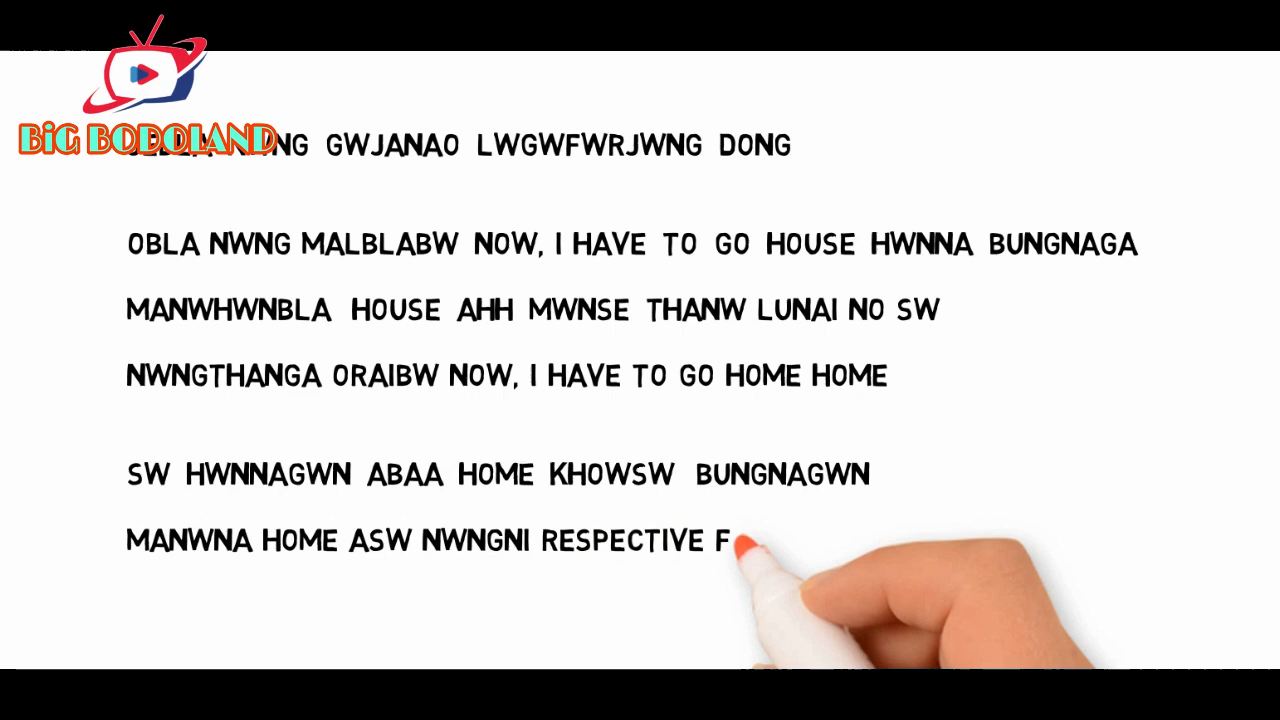 BiG BODOLAND
NWNG GWJANAO LWGWFWRJWNG DONG
OBLA NWNG MALBLABW NOW, I HAVE TO GO HOUSE HWNNA BUNGNAGA
MANWHWNBLA HOUSE AHH MWNSE THANW LUNAI NO SW
NWNGTHANGA ORAIBW NOW, I HAVE TO GO HOME HOME
SW HWNNAGWN ABAA HOME KHOWSW BUNGNAGWN
MANWNA HOME ASW NWNGNI RESPECTIVE F